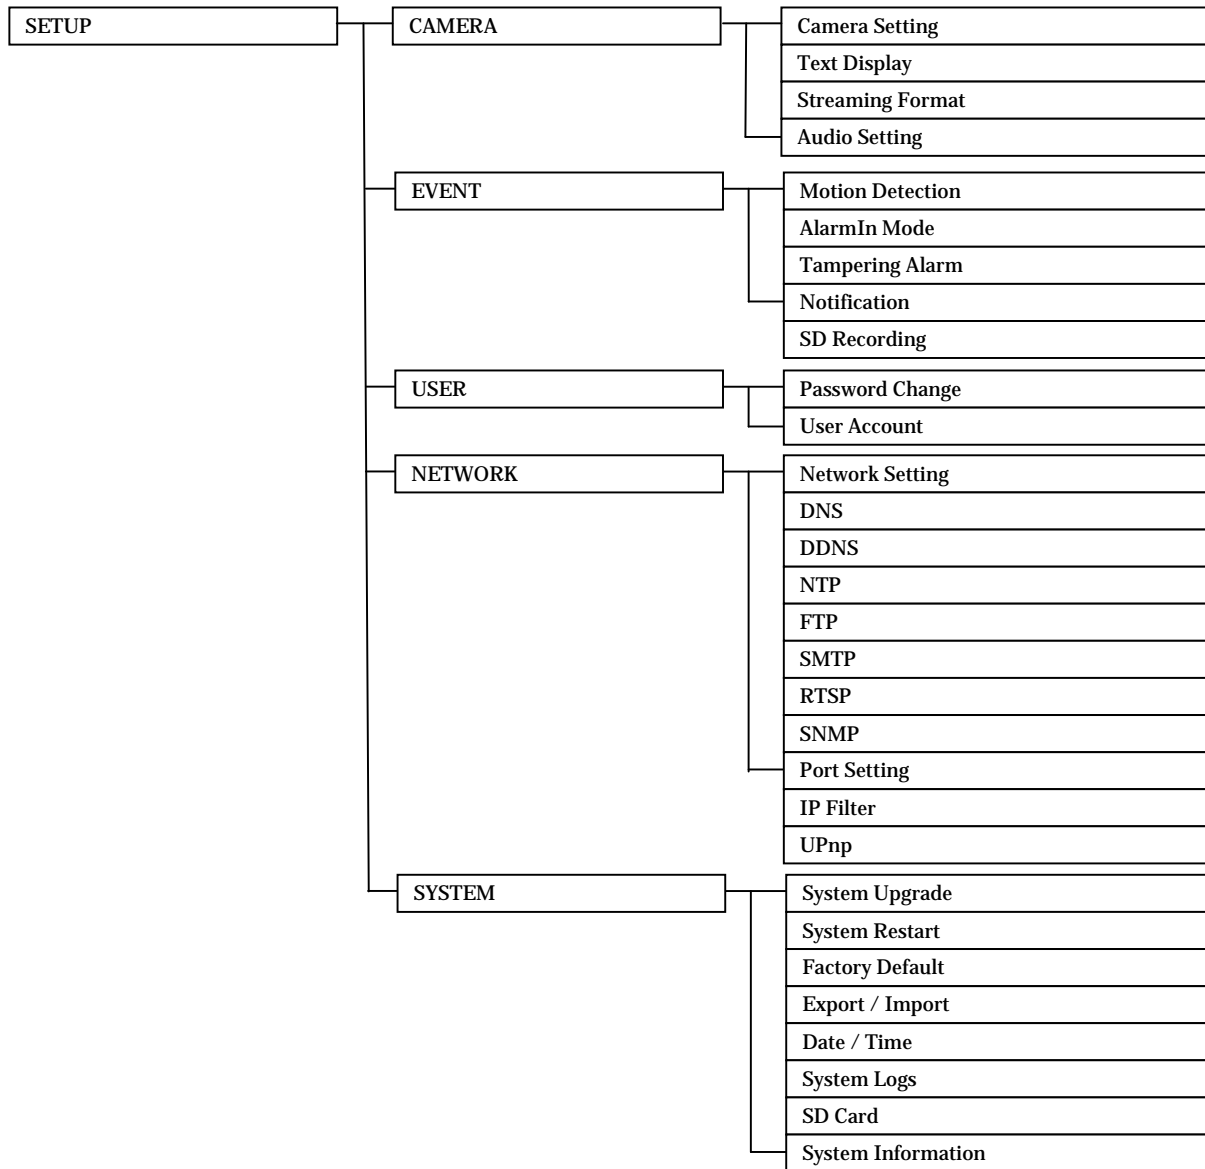 SETUP
CAMERA
Camera Setting
Text Display
Streaming Format
Audio Setting
EVENT
Motion Detection
AlarmIn Mode
Tampering Alarm
Notification
SD Recording
USER
Password Change
User Account
NETWORK
Network Setting
DNS
DDNS
NTP
FTP
SMTP
RTSP
SNMP
Port Setting
IP Filter
UPnp
SYSTEM
System Upgrade
System Restart
Factory Default
Export / Import
Date / Time
System Logs
SD Card
System Information